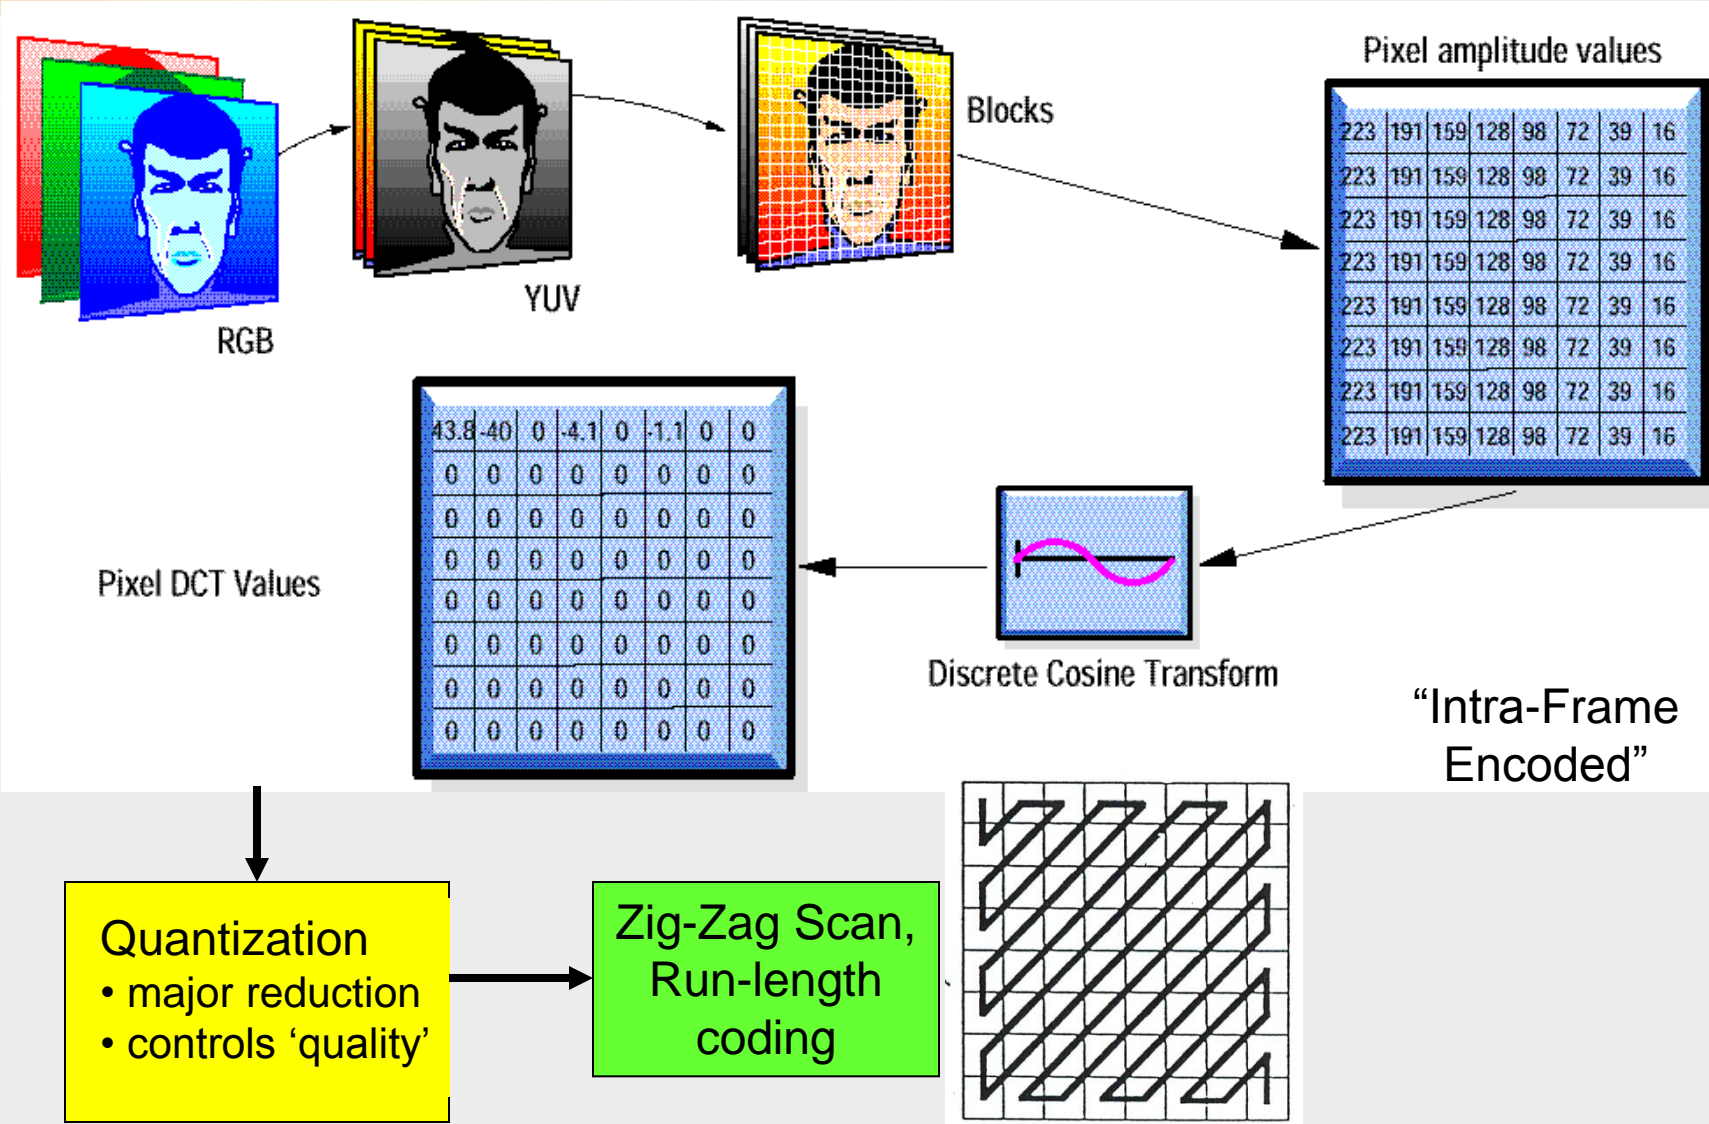 Pixel amplitude values
Blocks
223 191 159 128 98 72 39 16
223 191 159 128 98 72 39 16
223 191 159 128 98 72 39 16
223 191 159 128 98 72 39 16
223 191 159 128 98 72 39 16
223 191 159 128 98 72 39 16
223 191 159 128 98 72 39 16
223 191 159 128 98 72 39 16
YUV
RGB
43.8 -40 0 -4.1 0 -1.1 0 0
0 0 0 0 0 0 0 0
0 0 0 0 0 0 0 0
0 0 0 0 0 0 0 0
0 0 0 0 0 0 0 0
0 0 0 0 0 0 0 0
0 0 0 0 0 0 0 0
0 0 0 0 0 0 0 0
Pixel DCT Values
Discrete Cosine Transform
“Intra-Frame
Encoded”
Quantization
• major reduction
• controls ‘quality’
Zig-Zag Scan,
Run-length
coding